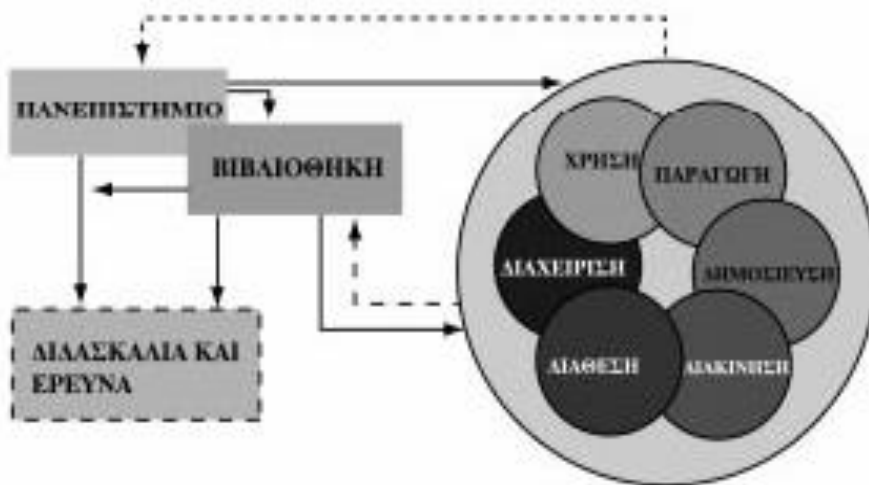 ΠΑΝΕΠΙΣΤΗΜΙΟ
ΒΙΒΛΙΟΘΗΚΗ
ΔΙΔΑΣΚΑΛΙΑ ΚΑΙ
ΕΡΕΥΝΑ
ΧΡΗΣΗ
ΠΑΡΑΓΩΓΗ
ΔΙΑΧΕΙΡΙΣΗ
ΔΗΜΟΣΙΕΥΣΗ
ΔΙΑΘΕΣΗ
ΔΙΑΚΙΝΗΣΗ